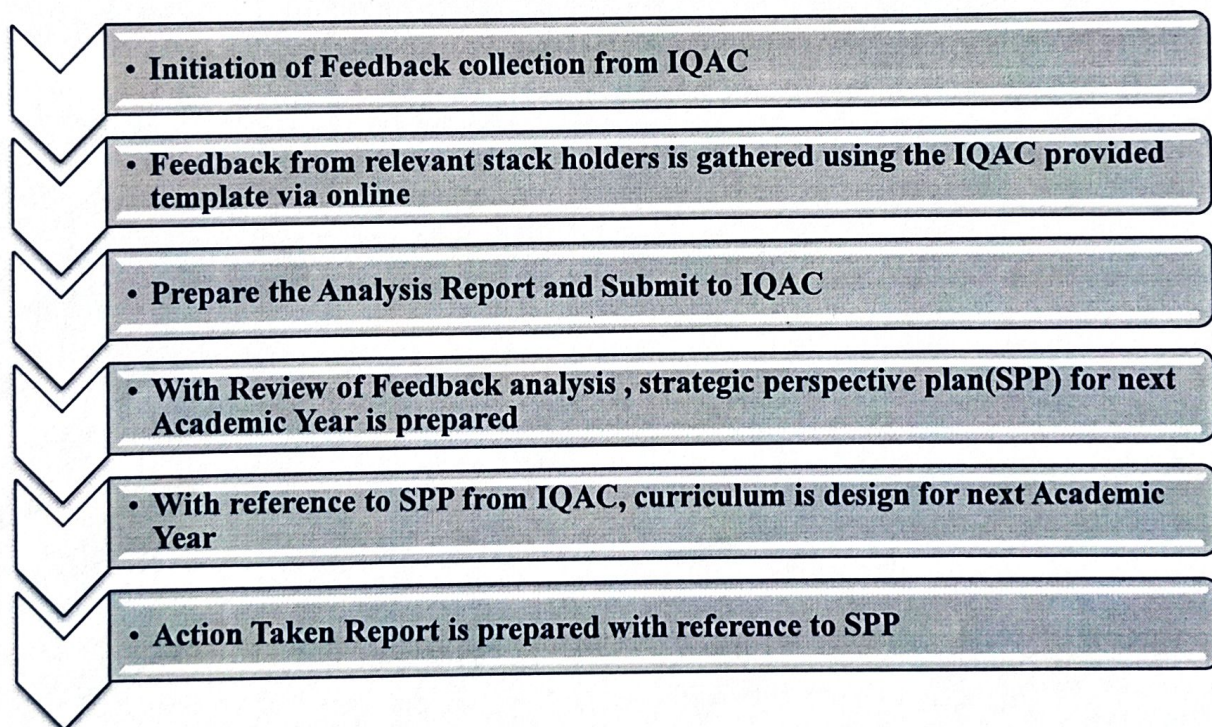 • Initiation of Feedback collection from IQAC
• Feedback from relevant stack holders is gathered using the IQAC provided
template via online
• Prepare the Analysis Report and Submit to IQAC
• With Review of Feedback analysis , strategic perspective plan(SPP) for next
Academic Year is prepared
• With reference to SPP from IQAC, curriculum is design for next Academic
Year
• Action Taken Report is prepared with reference to SPP